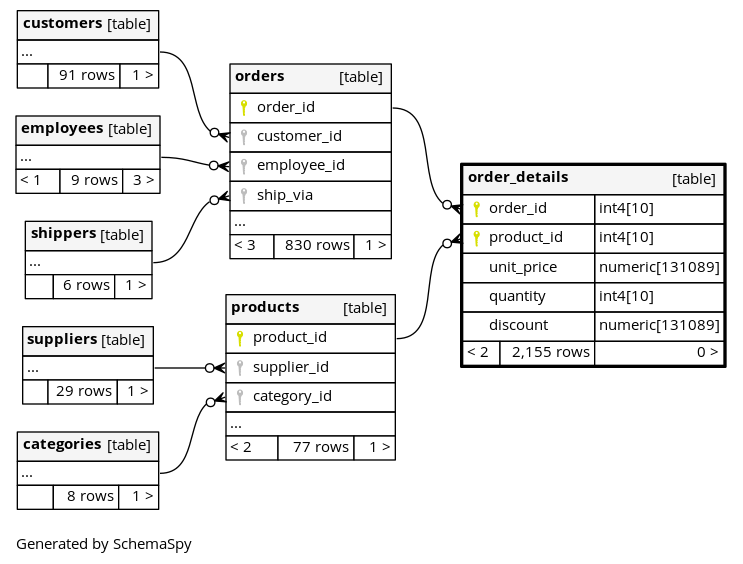 customers [table]
...
91 rows 1 >
employees [table]
...
< 1 9 rows 3 >
shippers [table]
...
6 rows 1 >
suppliers [table]
...
29 rows 1 >
categories [table]
...
8 rows 1 >
orders [table]
order_id
customer_id
employee_id
ship_via
...
< 3 830 rows 1 >
products [table]
product_id
supplier_id
category_id
...
< 2 77 rows 1 >
order_details [table]
order_id int4[10]
product_id int4[10]
unit_price numeric[131089]
quantity int4[10]
discount numeric[131089]
< 2 2,155 rows 0 >
Generated by SchemaSpy